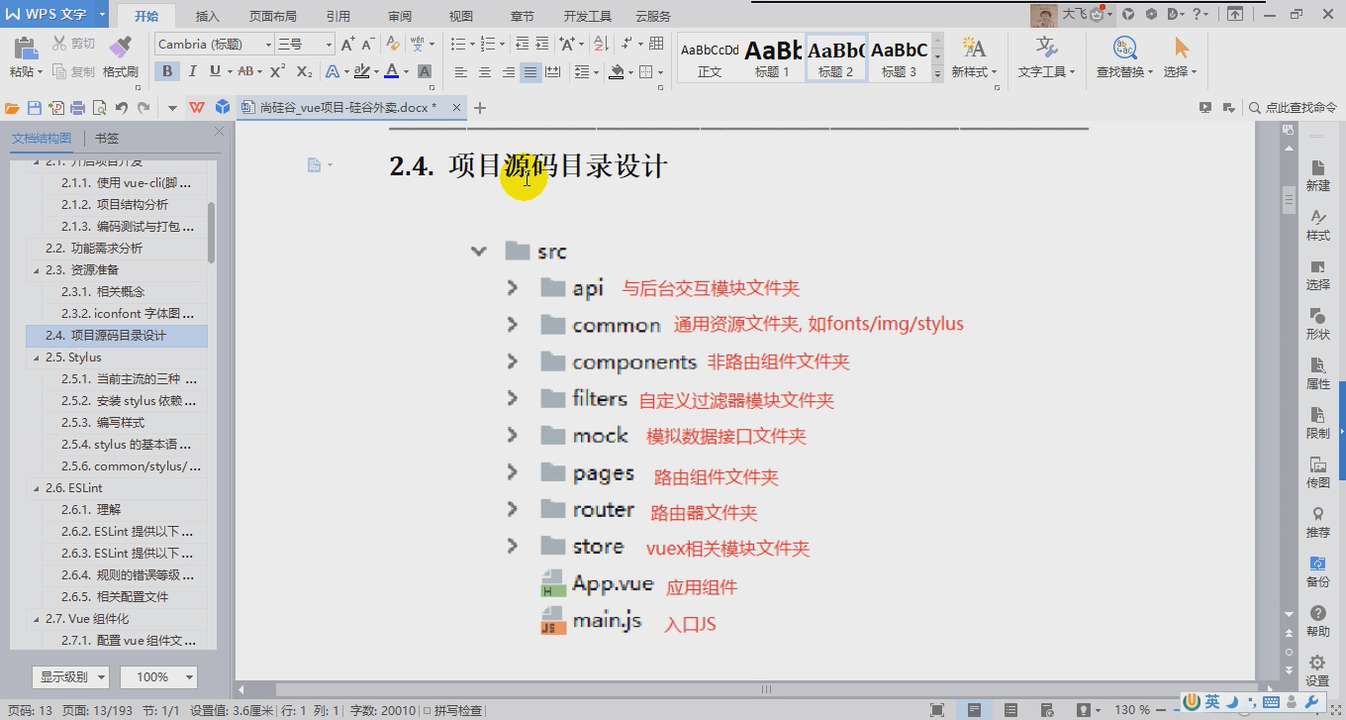 WPS 文字 开始 插入 页面布局 引用 审阅 视图 章节 开发工具 云服务 大飞
粘贴 剪切 复制 格式刷 Cambria (标题) 三号
AaBbCcDd 正文 AaBb 标题 1 AaBb( 标题 2 AaBbC 标题 3 新样式 文字工具 查找替换 选择
尚硅谷_vue项目-硅谷外卖.docx * 点此查找命令
文档结构图 书签
2.1. 开启项目开发
2.1.1. 使用 vue-cli(脚 ...
2.1.2. 项目结构分析
2.1.3. 编码测试与打包 ...
2.2. 功能需求分析
2.3. 资源准备
2.3.1. 相关概念
2.3.2. iconfont 字体图 ...
2.4. 项目源码目录设计
2.5. Stylus
2.5.1. 当前主流的三种 ...
2.5.2. 安装 stylus 依赖 ...
2.5.3. 编写样式
2.5.4. stylus 的基本语 ...
2.5.6. common/stylus/ ...
2.6. ESLint
2.6.1. 理解
2.6.2. ESLint 提供以下 ...
2.6.3. ESLint 提供以下 ...
2.6.4. 规则的错误等级 ...
2.6.5. 相关配置文件
2.7. Vue 组件化
2.7.1. 配置 vue 组件文 ...
显示级别 100%
2.4. 项目源码目录设计
src
api 与后台交互模块文件夹
common 通用资源文件夹, 如fonts/img/stylus
components 非路由组件文件夹
filters 自定义过滤器模块文件夹
mock 模拟数据接口文件夹
pages 路由组件文件夹
router 路由器文件夹
store vuex相关模块文件夹
App.vue 应用组件
main.js 入口JS
新建
样式
选择
形状
属性
限制
传图
推荐
备份
帮助
设置
页码: 13 页面: 13/193 节: 1/1 设置值: 3.6厘米 行: 1 列: 1 字数: 20010 拼写检查 130 % 英